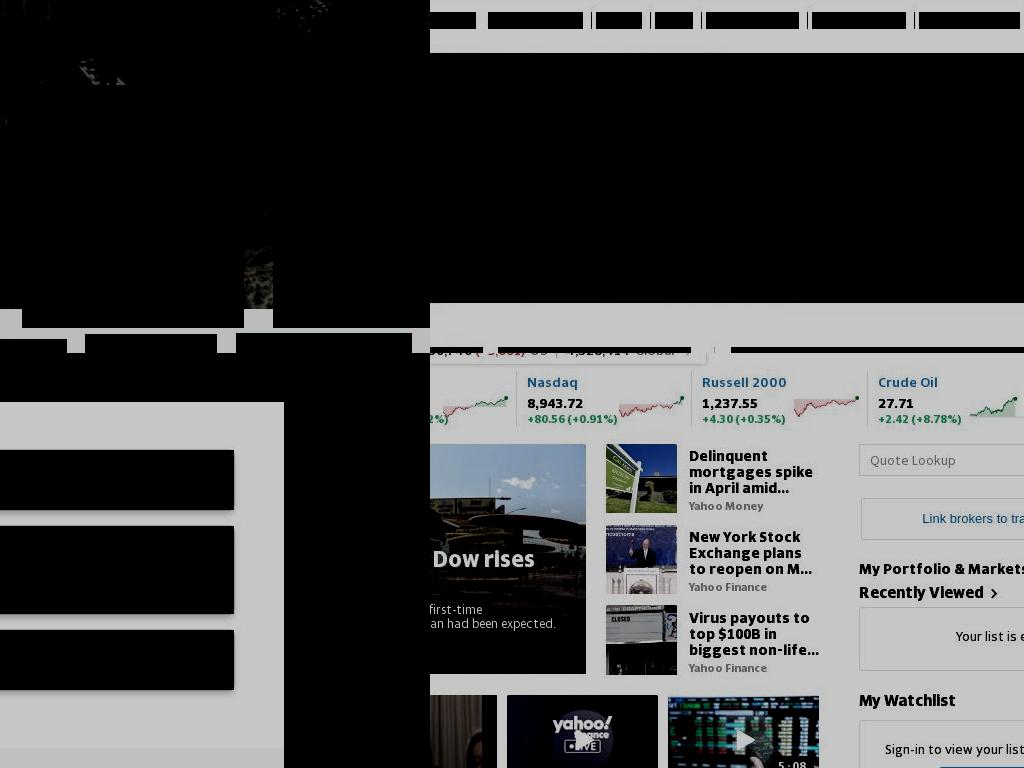 Nasdaq
8,943.72
+80.56 (+0.91%)
Russell 2000
1,237.55
+4.30 (+0.35%)
Crude Oil
27.71
+2.42 (+8.78%)
2%)
Dow rises
first-time
an had been expected.
Delinquent
mortgages spike
in April amid...
Yahoo Money
New York Stock
Exchange plans
to reopen on M...
Yahoo Finance
CLOSED
Virus payouts to
top $100B in
biggest non-life...
Yahoo Finance
Quote Lookup
Link brokers to
My Portfolio & Markets
Recently Viewed >
Your list is
My Watchlist
Sign-in to view your list
yahoo!
finance
LIVE
5:08